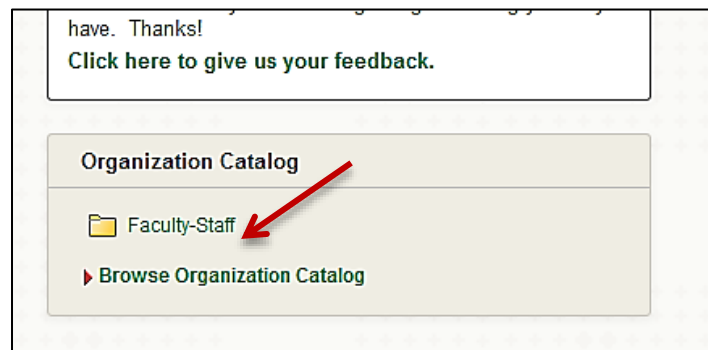 have. Thanks!
Click here to give us your feedback.
Organization Catalog
Faculty-Staff
Browse Organization Catalog